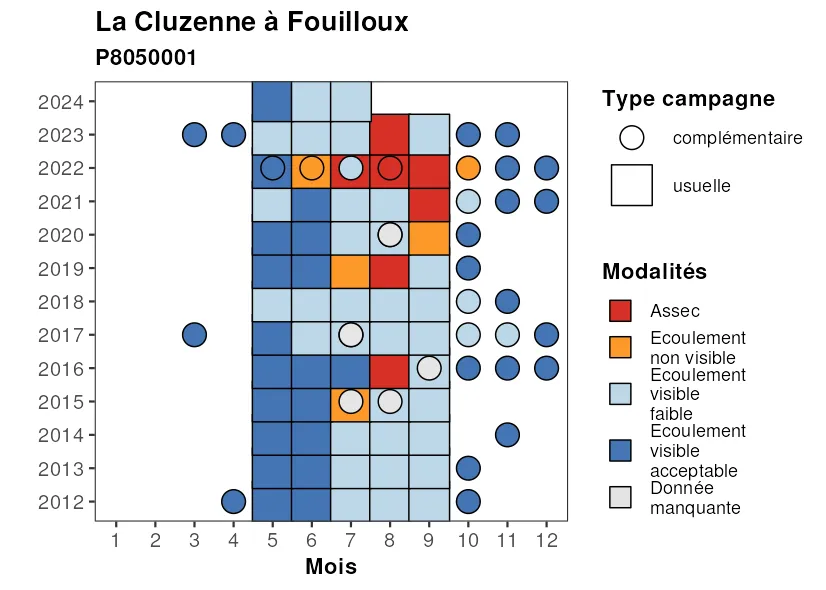 La Cluzenne à Fouilloux
P8050001
2024
2023
2022
2021
2020
2019
2018
2017
2016
2015
2014
2013
2012
1 2 3 4 5 6 7 8 9 10 11 12
Mois
Type campagne
complémentaire
usuelle
Modalités
Assec
Ecoulement
non visible
Ecoulement
visible
faible
Ecoulement
visible
acceptable
Donnée
manquante